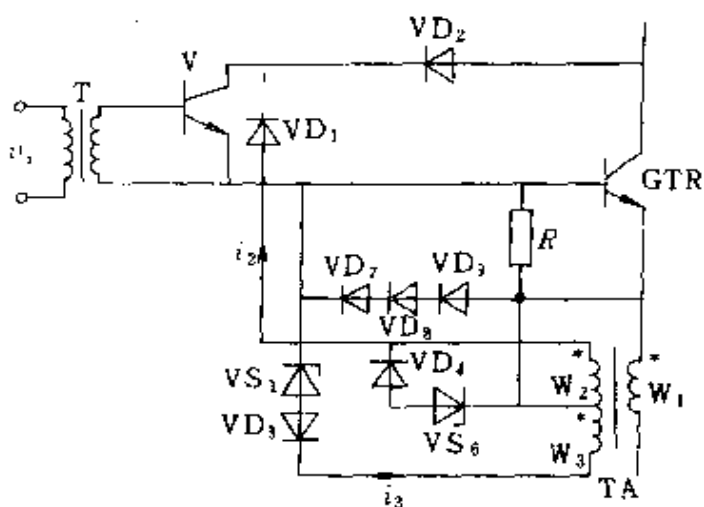 VD₂
V
T
VD₁
GTR
R
i₂
VD₇
VD₉
VD₈
VS₁
VD₄
W₂
W₁
VD₃
VS₆
W₃
TA
i₃